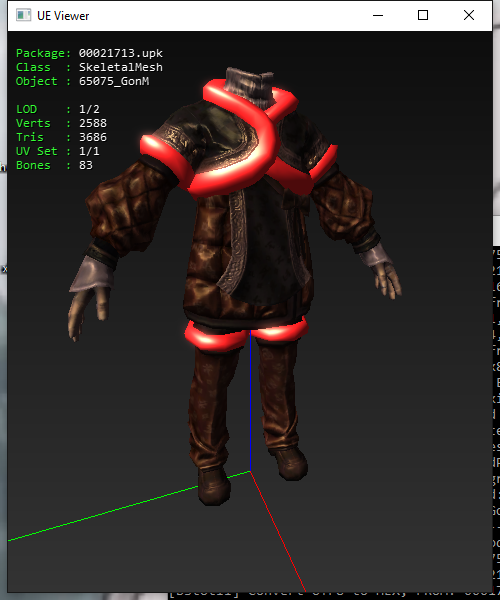 UE Viewer
Package: 00021713.upk
Class : SkeletalMesh
Object : 65075_GonM
LOD : 1/2
Verts : 2588
Tris : 3686
UV Set : 1/1
Bones : 83